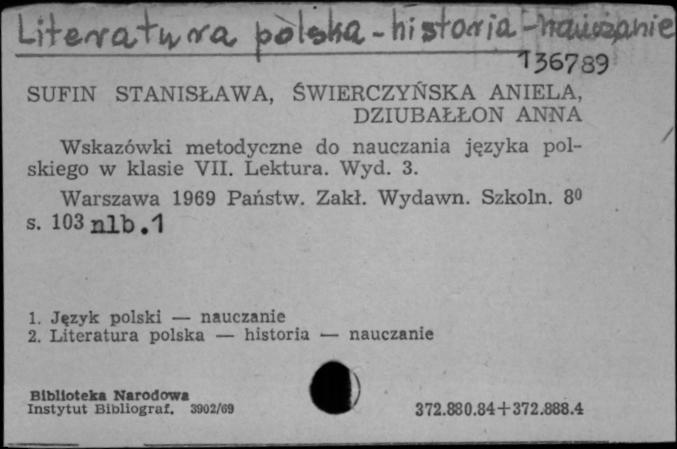 Literatura polska - historia - nauczanie
136789
SUFIN STANISŁAWA, ŚWIERCZYŃSKA ANIELA,
DZIUBAŁŁON ANNA
Wskazówki metodyczne do nauczania języka pol-
skiego w klasie VII. Lektura. Wyd. 3.
Warszawa 1969 Państw. Zakł. Wydawn. Szkoln. 8⁰
s. 103 nlb.1
1. Język polski — nauczanie
2. Literatura polska — historia — nauczanie
Biblioteka Narodowa
Instytut Bibliograf. 3902/69
372.880.84+372.888.4